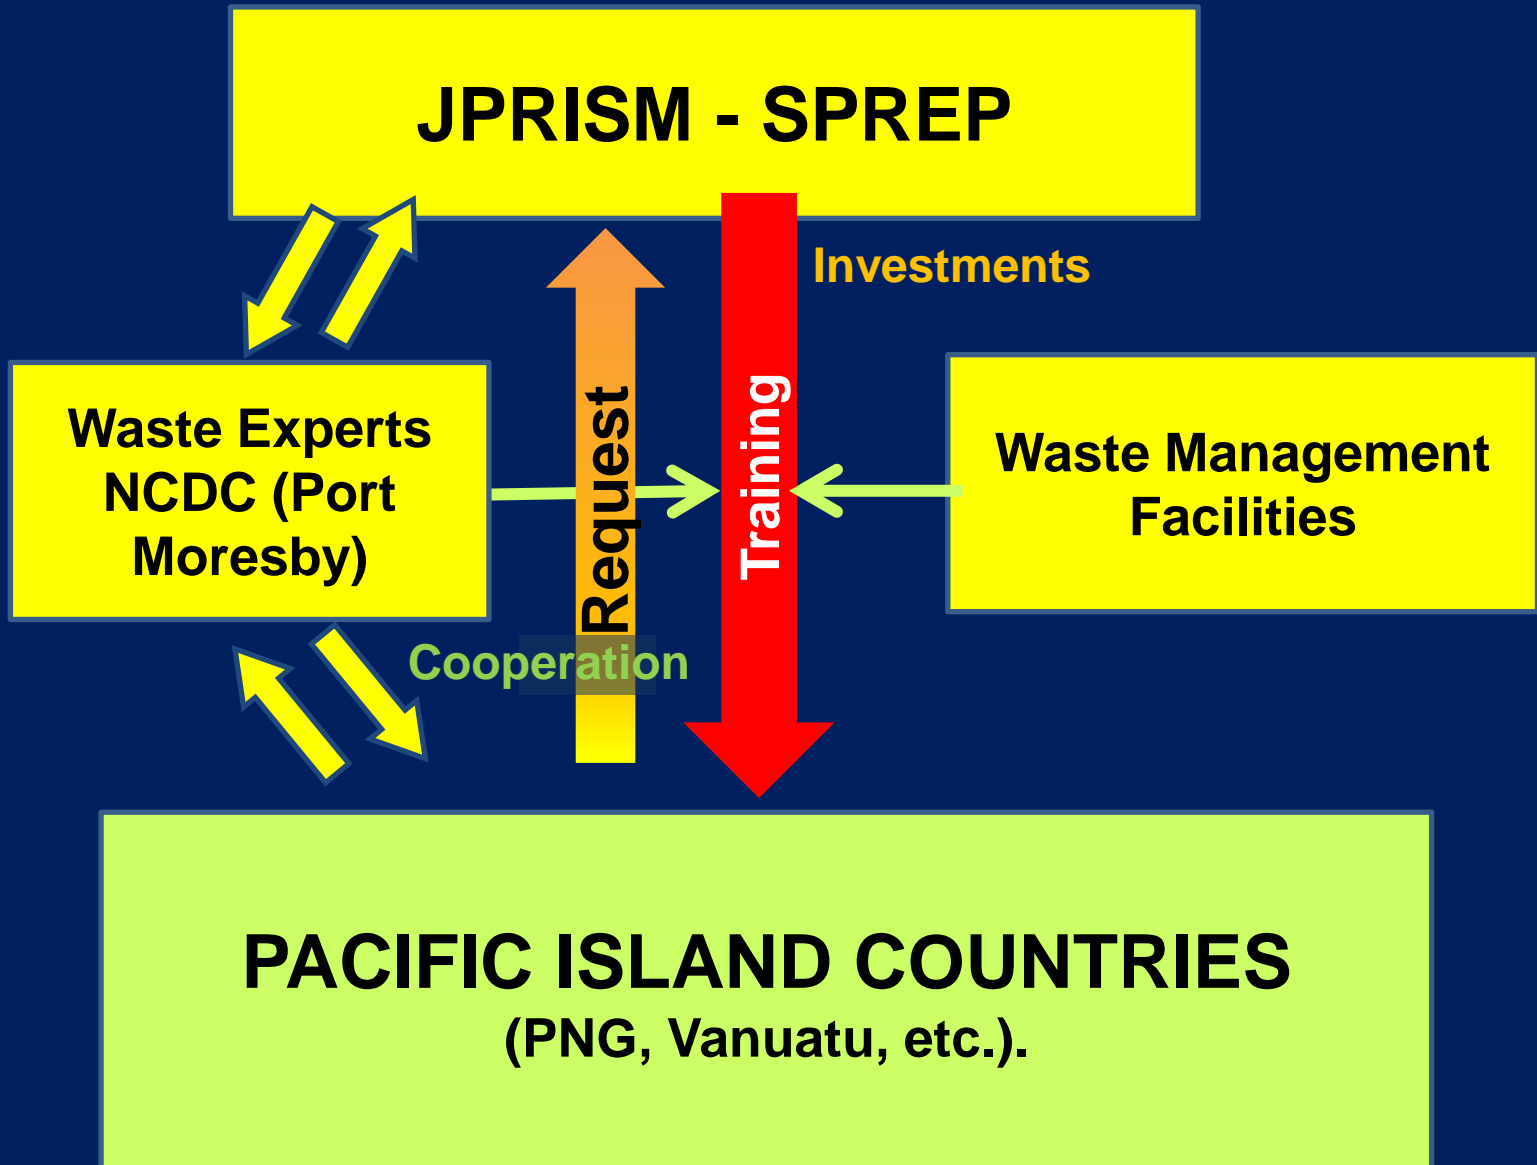 JPRISM - SPREP
Investments
Waste Experts
NCDC (Port
Moresby)
Request
Training
Waste Management
Facilities
Cooperation
PACIFIC ISLAND COUNTRIES
(PNG, Vanuatu, etc.).